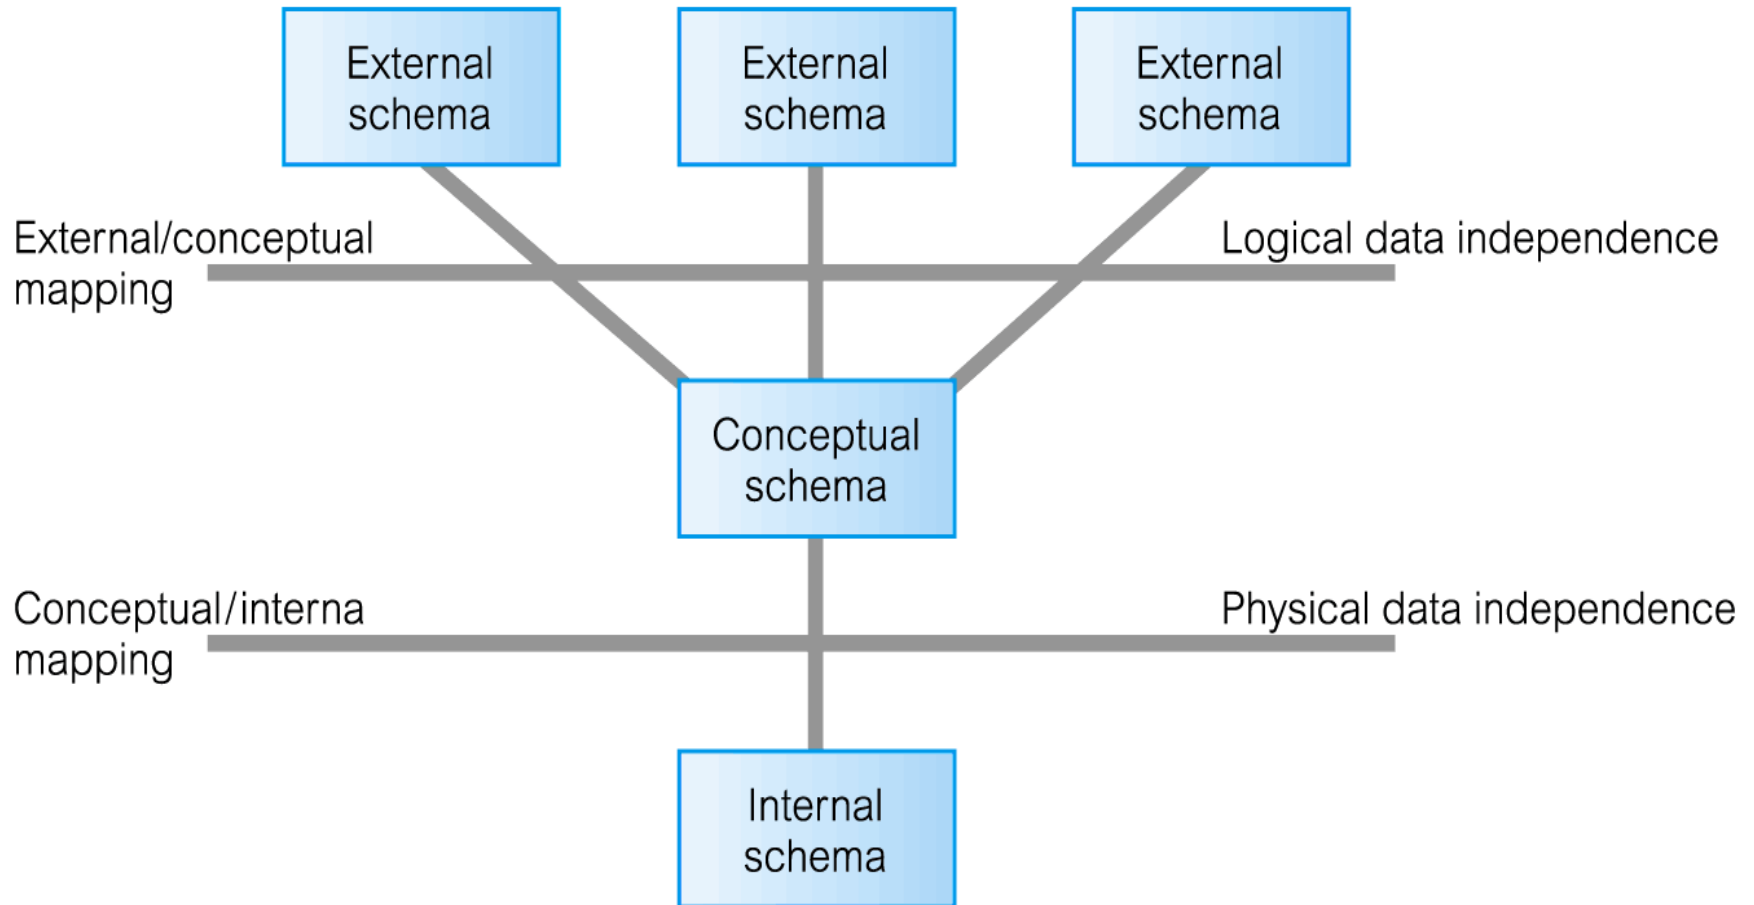 External
schema
External
schema
External
schema
External/conceptual
mapping
Logical data independence
Conceptual
schema
Conceptual/interna
mapping
Physical data independence
Internal
schema